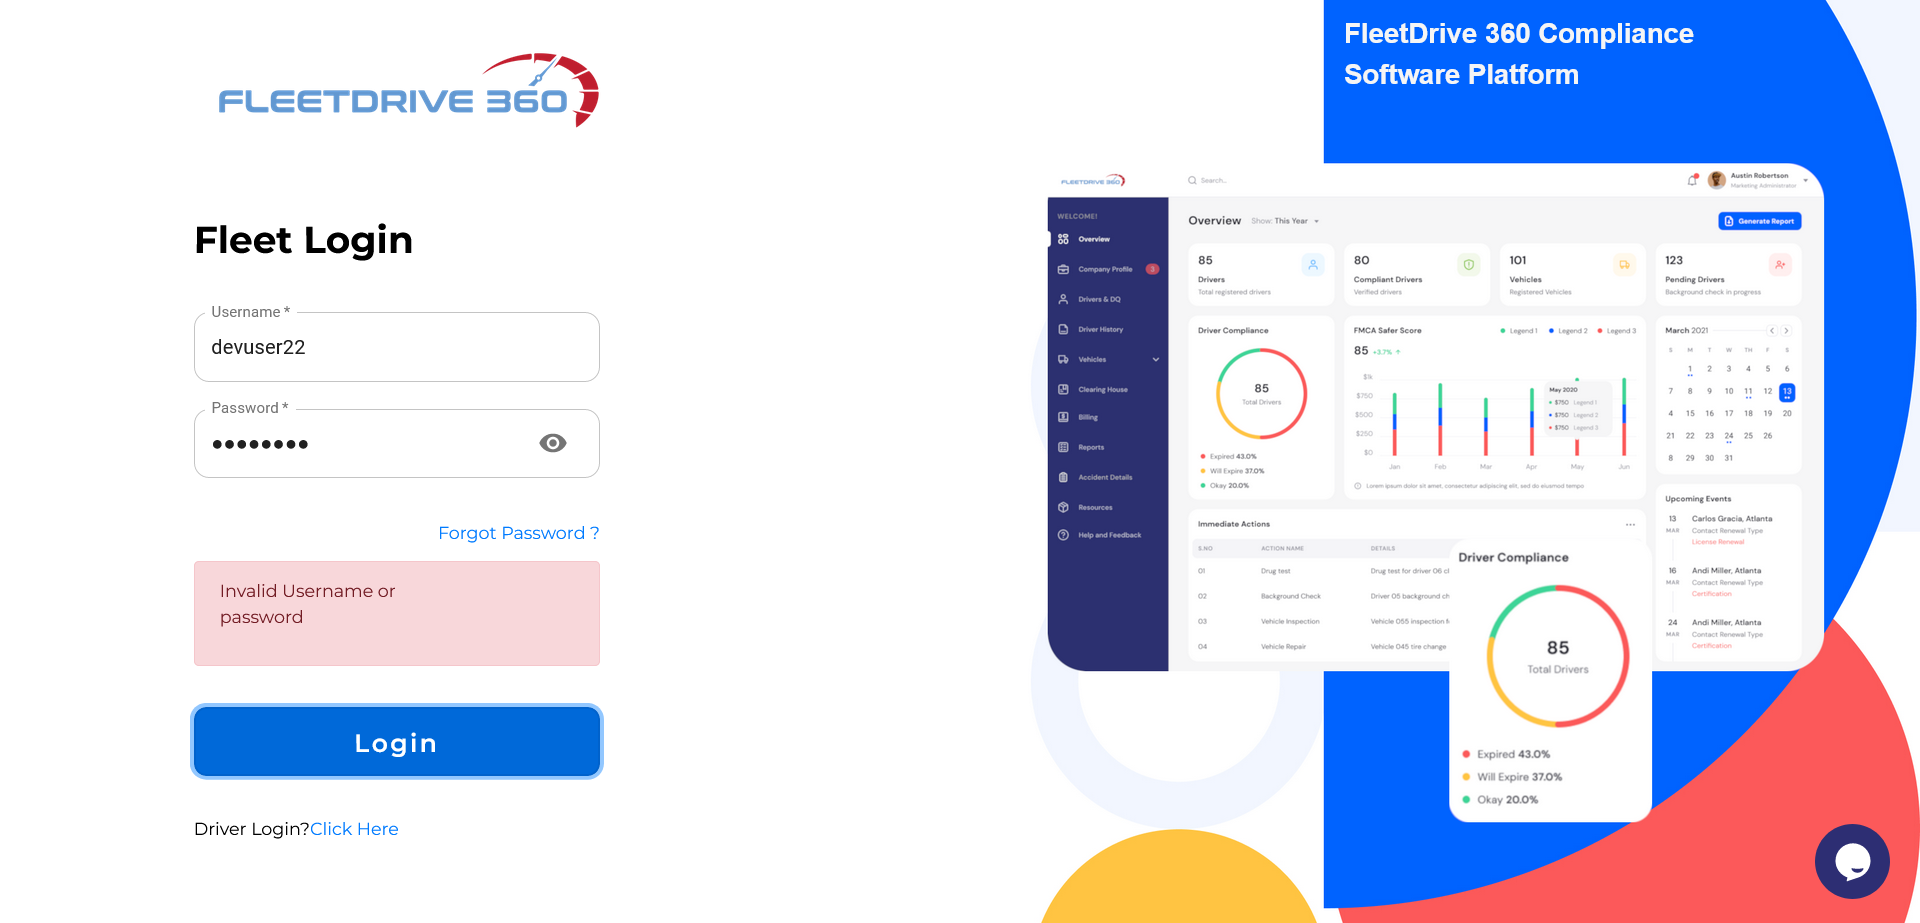 FLEETDRIVE 360
Fleet Login
Username *
devuser22
Password *
Forgot Password ?
Invalid Username or
password
Login
Driver Login?Click Here
FleetDrive 360 Compliance
Software Platform
FLEETDRIVE 360
Search...
Austin Robertson
Marketing Administrator
WELCOME!
Overview
Company Profile 3
Drivers & DQ
Driver History
Vehicles
Clearing House
Billing
Reports
Accident Details
Resources
Help and Feedback
Overview Show: This Year
Generate Report
85
Drivers
Total registered drivers
80
Compliant Drivers
Verified drivers
101
Vehicles
Registered Vehicles
123
Pending Drivers
Background check in progress
Driver Compliance
85
Total Drivers
Expired 43.0%
Will Expire 37.0%
Okay 20.0%
FMCA Safer Score
Legend 1 Legend 2 Legend 3
85 +3.7%
$1k
$750
$500
$250
$0
May 2020
$750 Legend 1
$750 Legend 2
$750 Legend 3
Jan Feb Mar Apr May Jun
Lorem ipsum dolor sit amet, consectetur adipiscing elit, sed do eiusmod tempo
March 2021
S M T W TH F S
1 2 3 4 5 6
7 8 9 10 11 12 13
4 15 16 17 18 19 20
21 22 23 24 25 26
8 29 30 31
Immediate Actions
S.NO ACTION NAME DETAILS
01 Drug test Drug test for driver 06 cl
02 Background Check Driver 05 background ch
03 Vehicle Inspection Vehicle 055 inspection f
04 Vehicle Repair Vehicle 045 tire change
Upcoming Events
13 Carlos Gracia, Atlanta
MAR Contact Renewal Type
License Renewal
16 Andi Miller, Atlanta
MAR Contact Renewal Type
Certification
24 Andi Miller, Atlanta
MAR Contact Renewal Type
Certification
Driver Compliance
85
Total Drivers
Expired 43.0%
Will Expire 37.0%
Okay 20.0%